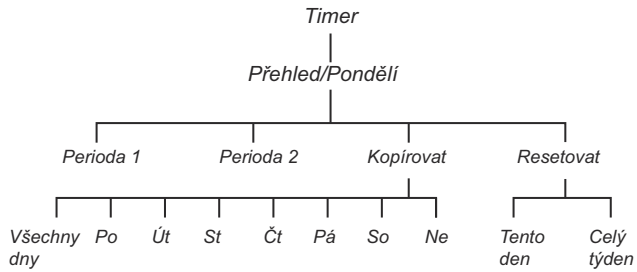 Timer
Přehled/Pondělí
Perioda 1 Perioda 2 Kopírovat Resetovat
Všechny Po Út St Čt Pá So Ne Tento Celý
dny den týden